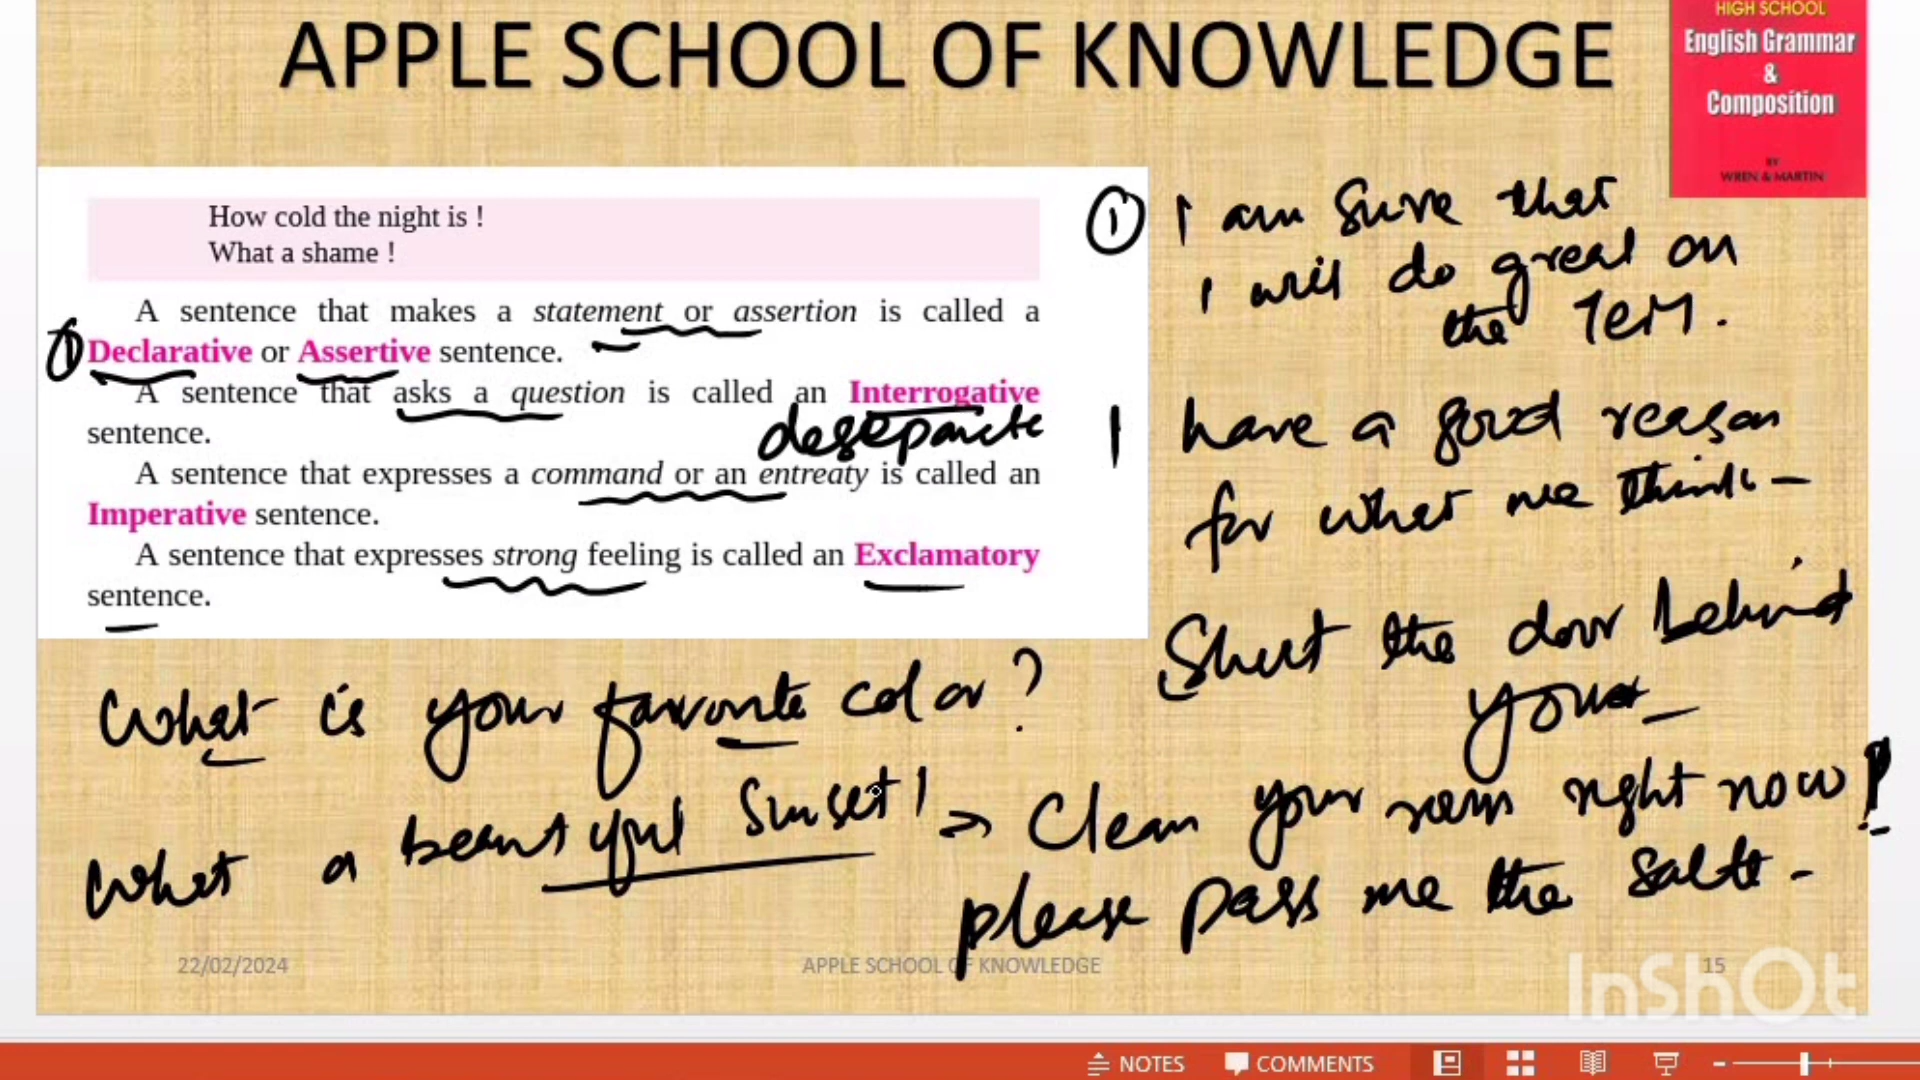 APPLE SCHOOL OF KNOWLEDGE
HIGH SCHOOL
English Grammar
&
Composition
BY
WREN & MARTIN
How cold the night is !
What a shame !
A sentence that makes a statement or assertion is called a
Declarative or Assertive sentence.
A sentence that asks a question is called an Interrogative
sentence.
A sentence that expresses a command or an entreaty is called an
Imperative sentence.
A sentence that expresses strong feeling is called an Exclamatory
sentence.
① I am sure that
I will do great on
the
I have a good reason
for what me think
Shut the door behind
you
What is your favorite color?
What a beautyful Sunset!
→ Clean your room right now!
please pass me the salt.
22/02/2024
APPLE SCHOOL OF KNOWLEDGE
15
InShOt
NOTES
COMMENTS